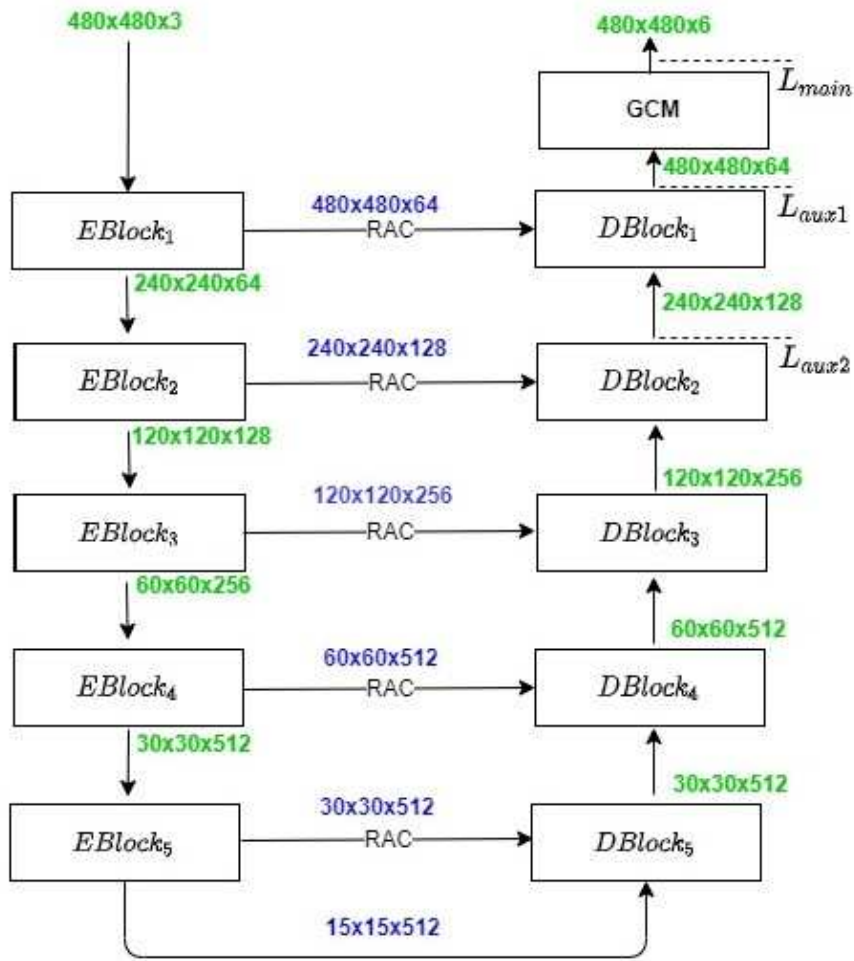 480x480x3
480x480x6
L_main
GCM
480x480x64
480x480x64
L_aux1
EBlock_1
RAC
DBlock_1
240x240x64
240x240x128
240x240x128
L_aux2
EBlock_2
RAC
DBlock_2
120x120x128
120x120x256
120x120x256
EBlock_3
RAC
DBlock_3
60x60x256
60x60x512
60x60x512
EBlock_4
RAC
DBlock_4
30x30x512
30x30x512
30x30x512
EBlock_5
RAC
DBlock_5
15x15x512